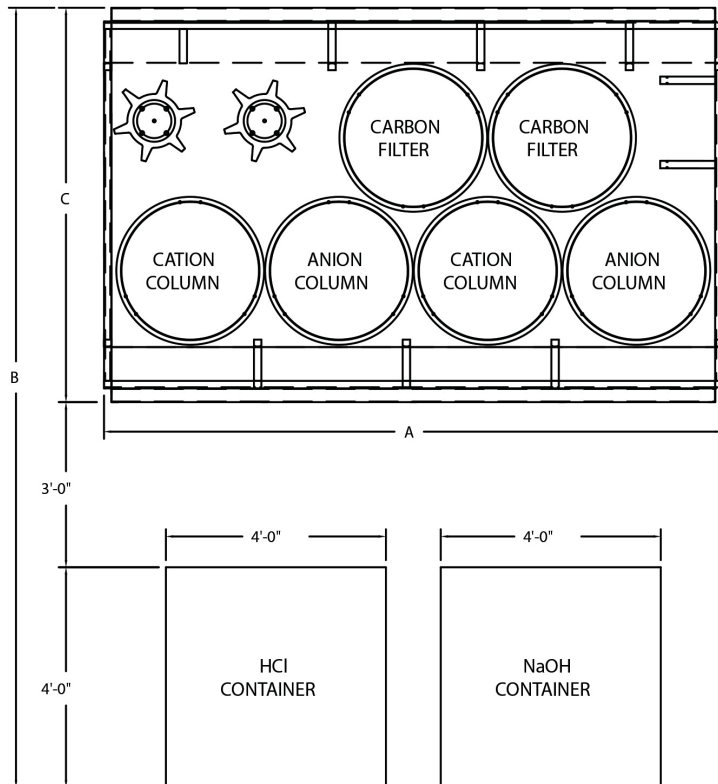 CARBON
FILTER
CARBON
FILTER
C
CATION
COLUMN
ANION
COLUMN
CATION
COLUMN
ANION
COLUMN
B
A
3'-0"
4'-0"
4'-0"
HCl
CONTAINER
NaOH
CONTAINER
4'-0"